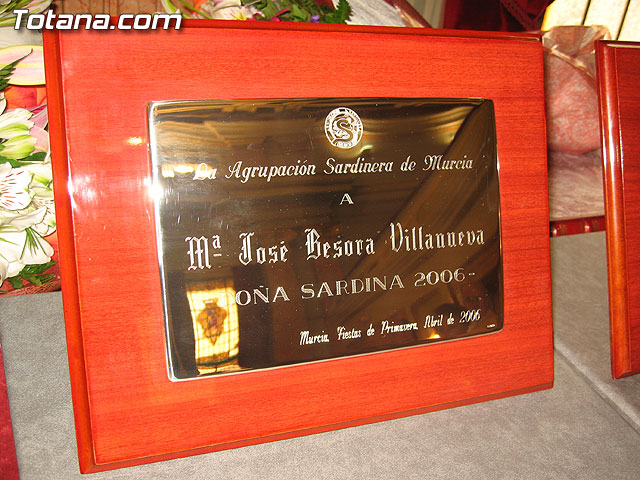 Totana.com
La Agrupación Sardinera de Murcia
A
Mª José Besora Villanueva
OÑA SARDINA 2006-
Murcia, Fiestas de Primavera, Abril de 2006